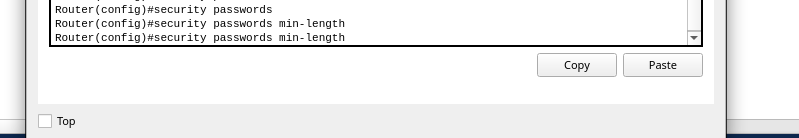 Router(config)#security passwords
Router(config)#security passwords min-length
Router(config)#security passwords min-length
Copy Paste
Top